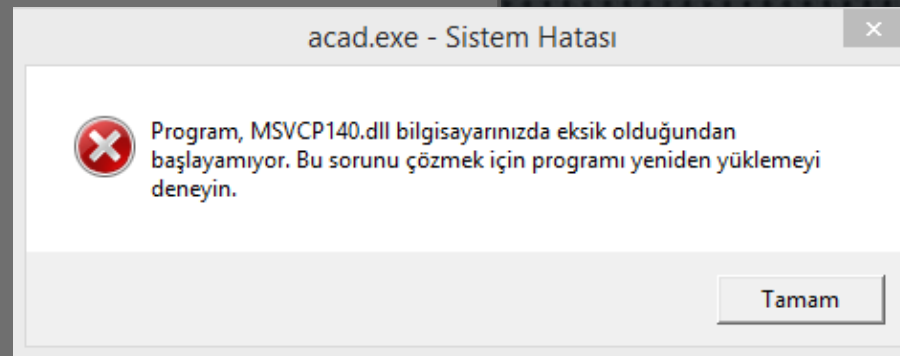 acad.exe - Sistem Hatası
Program, MSVCP140.dll bilgisayarınızda eksik olduğundan
başlayamıyor. Bu sorunu çözmek için programı yeniden yüklemeyi
deneyin.
Tamam